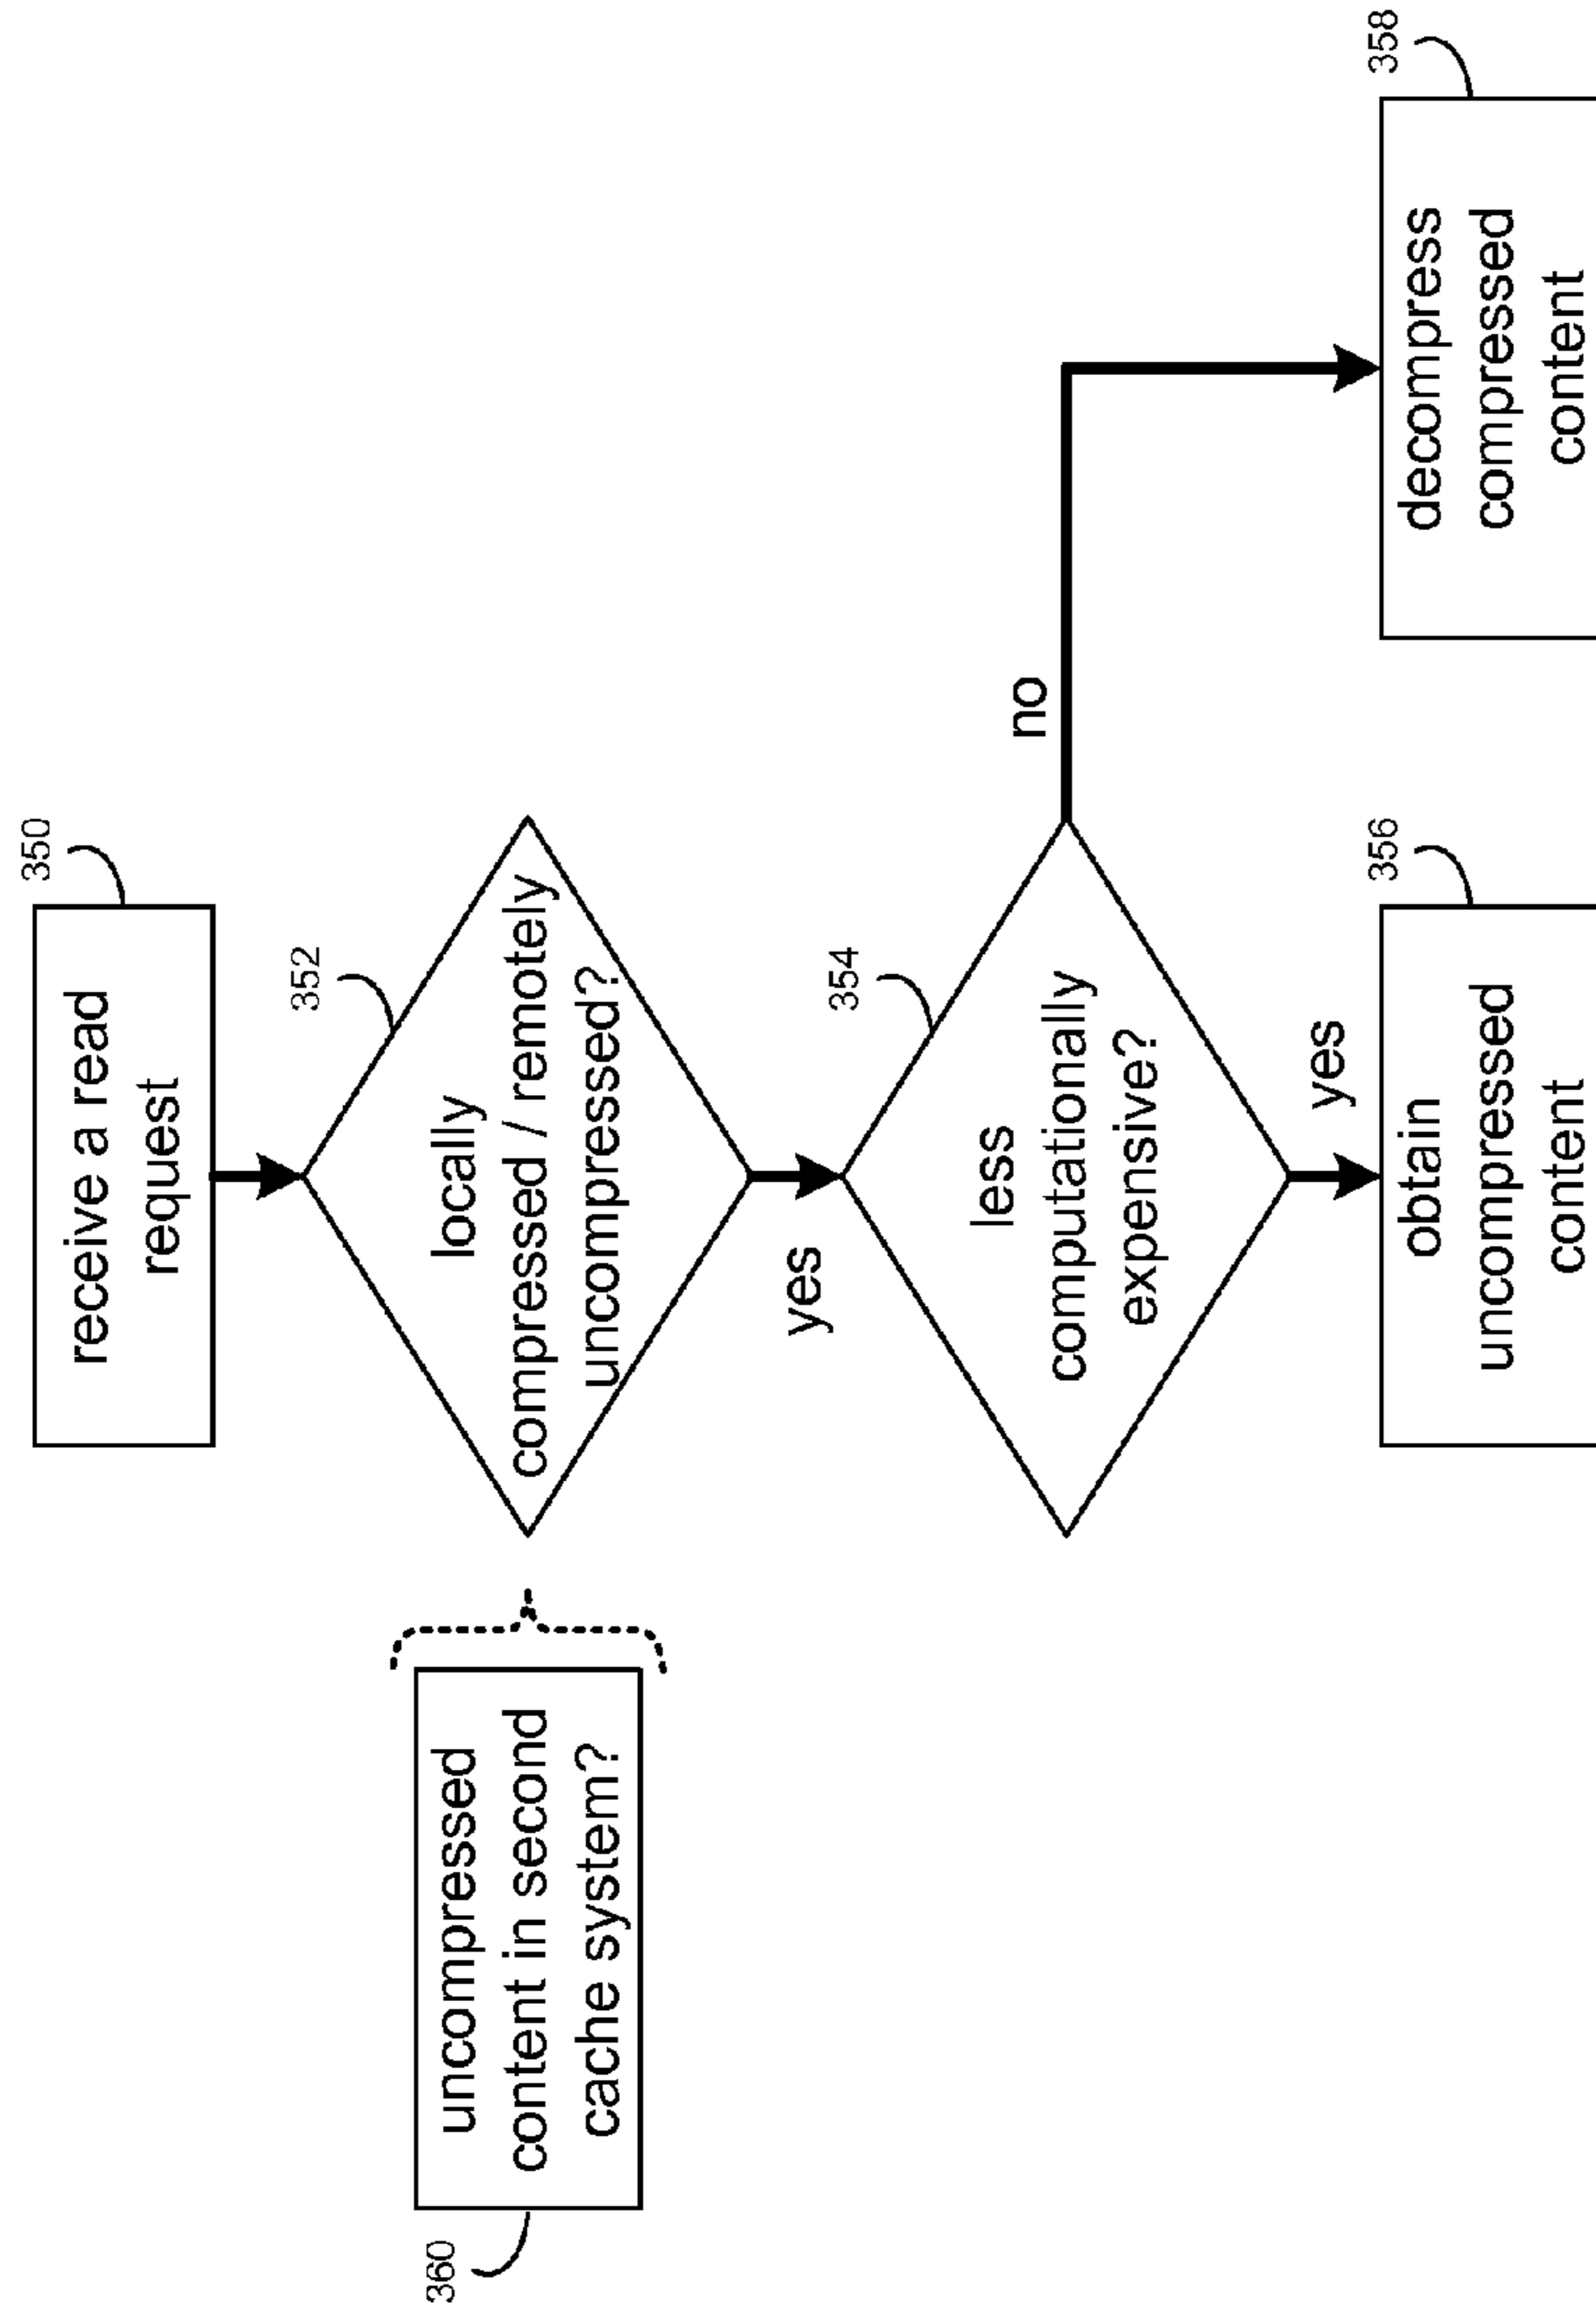 350
receive a read
request
352
locally
compressed / remotely
uncompressed?
360
uncompressed
content in second
cache system?
yes
354
less
computationally
expensive?
no
yes
356
obtain
uncompressed
content
358
decompress
compressed
content